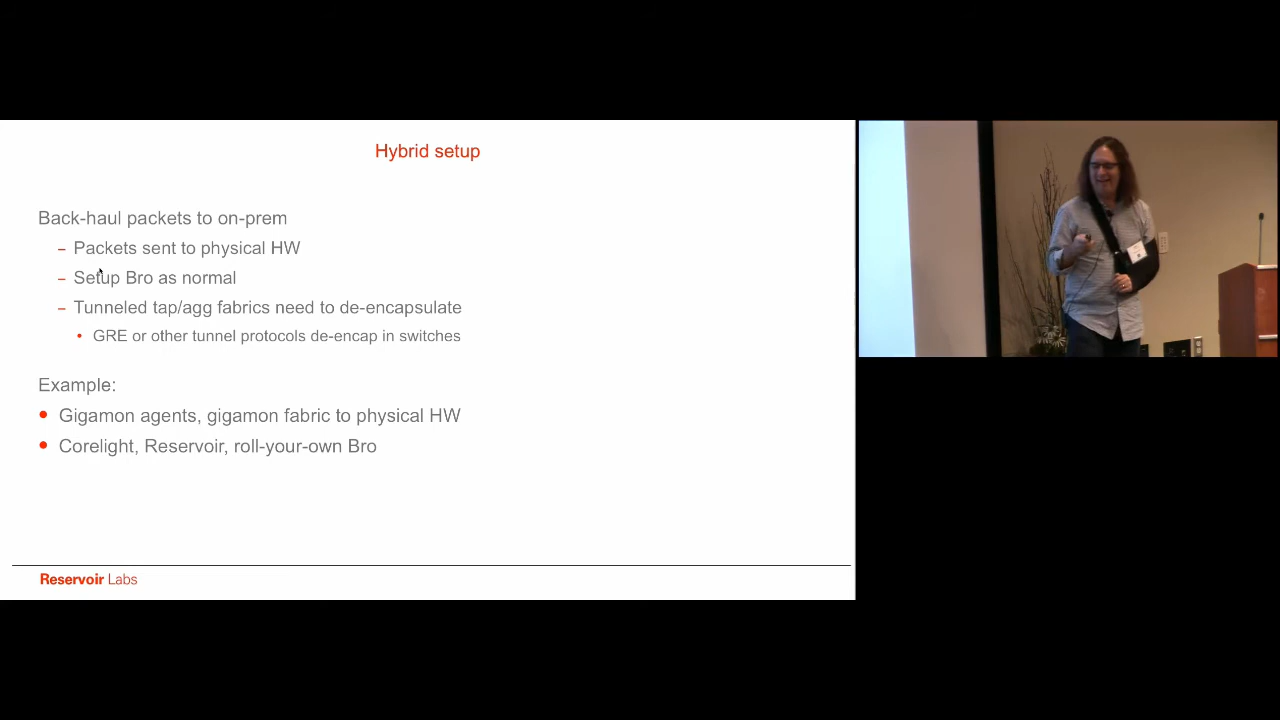 Hybrid setup
Back-haul packets to on-prem
– Packets sent to physical HW
– Setup Bro as normal
– Tunneled tap/agg fabrics need to de-encapsulate
• GRE or other tunnel protocols de-encap in switches
Example:
• Gigamon agents, gigamon fabric to physical HW
• Corelight, Reservoir, roll-your-own Bro
Reservoir Labs